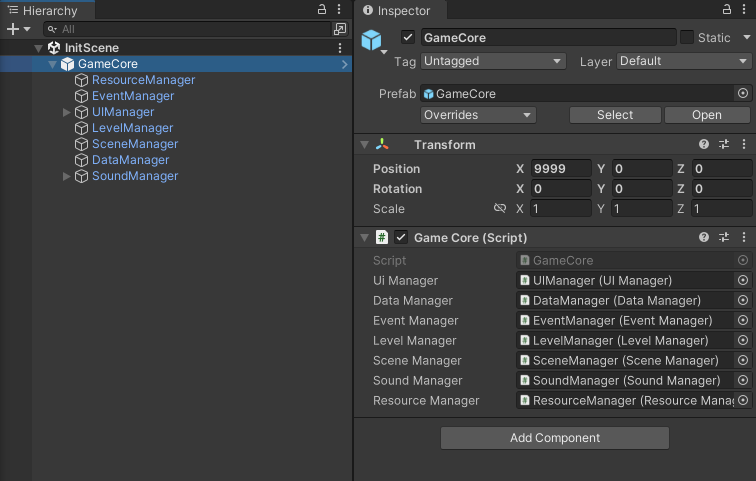 Hierarchy
All
InitScene
GameCore
ResourceManager
EventManager
UIManager
LevelManager
SceneManager
DataManager
SoundManager
Inspector
GameCore Static
Tag Untagged Layer Default
Prefab GameCore
Overrides Select Open
Transform
Position X 9999 Y 0 Z 0
Rotation X 0 Y 0 Z 0
Scale X 1 Y 1 Z 1
# Game Core (Script)
Script # GameCore
Ui Manager # UIManager (UI Manager)
Data Manager # DataManager (Data Manager)
Event Manager # EventManager (Event Manager)
Level Manager # LevelManager (Level Manager)
Scene Manager # SceneManager (Scene Manager)
Sound Manager # SoundManager (Sound Manager)
Resource Manager # ResourceManager (Resource Mana
Add Component